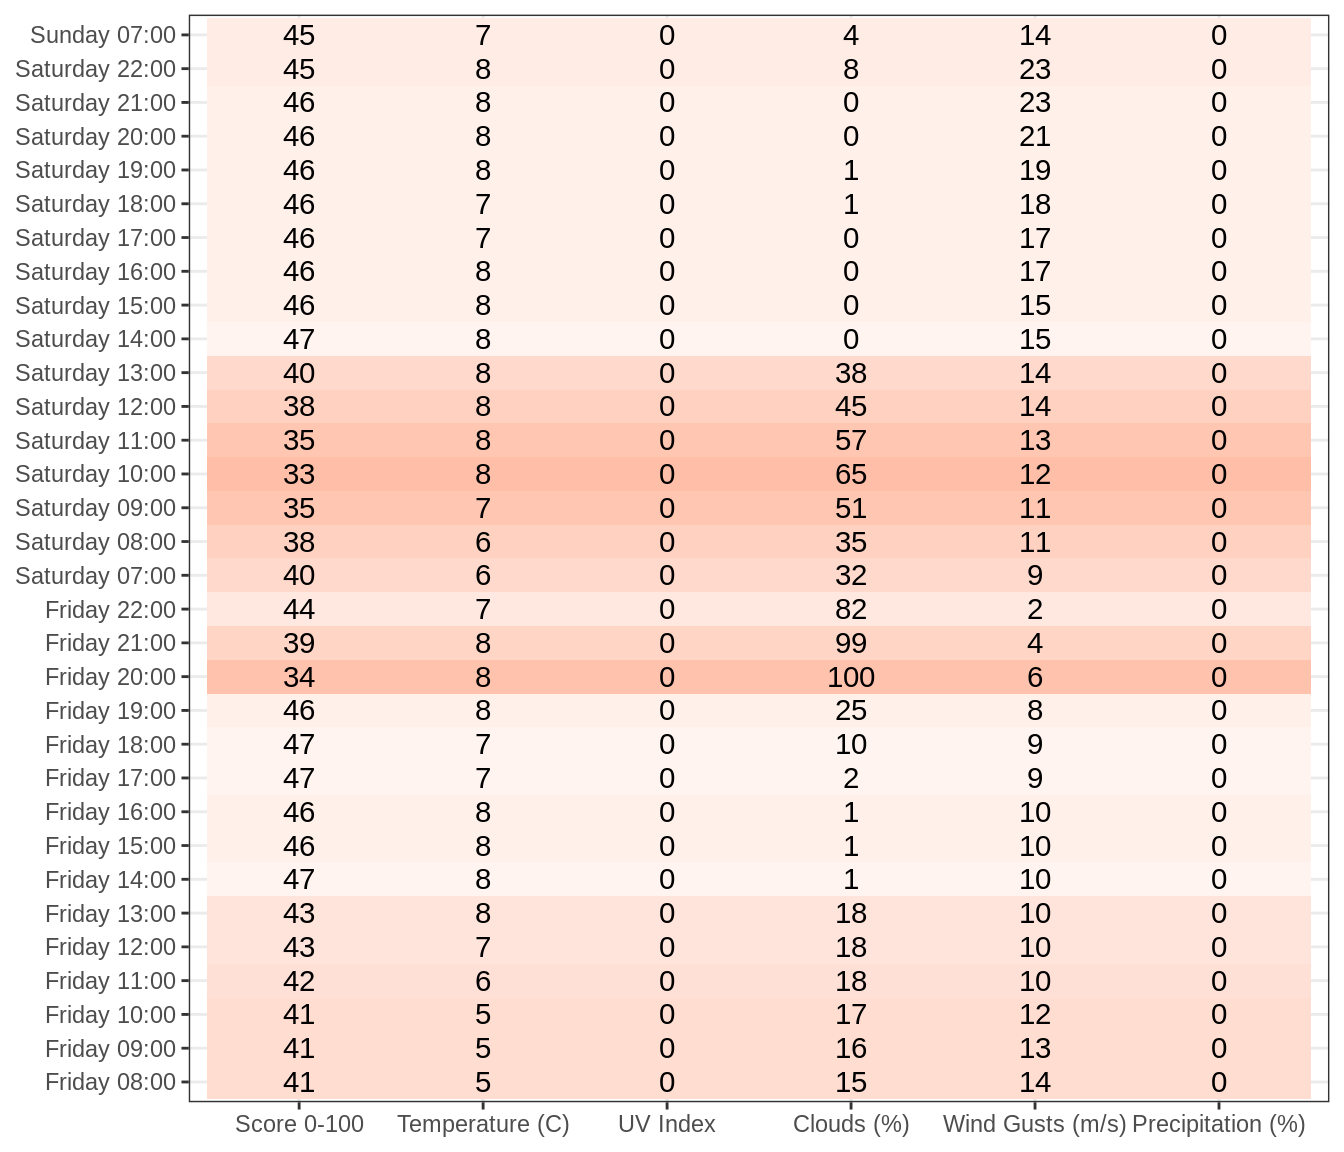 Sunday 07:00 45 7 0 4 14 0
Saturday 22:00 45 8 0 8 23 0
Saturday 21:00 46 8 0 0 23 0
Saturday 20:00 46 8 0 0 21 0
Saturday 19:00 46 8 0 1 19 0
Saturday 18:00 46 7 0 1 18 0
Saturday 17:00 46 7 0 0 17 0
Saturday 16:00 46 8 0 0 17 0
Saturday 15:00 46 8 0 0 15 0
Saturday 14:00 47 8 0 0 15 0
Saturday 13:00 40 8 0 38 14 0
Saturday 12:00 38 8 0 45 14 0
Saturday 11:00 35 8 0 57 13 0
Saturday 10:00 33 8 0 65 12 0
Saturday 09:00 35 7 0 51 11 0
Saturday 08:00 38 6 0 35 11 0
Saturday 07:00 40 6 0 32 9 0
Friday 22:00 44 7 0 82 2 0
Friday 21:00 39 8 0 99 4 0
Friday 20:00 34 8 0 100 6 0
Friday 19:00 46 8 0 25 8 0
Friday 18:00 47 7 0 10 9 0
Friday 17:00 47 7 0 2 9 0
Friday 16:00 46 8 0 1 10 0
Friday 15:00 46 8 0 1 10 0
Friday 14:00 47 8 0 1 10 0
Friday 13:00 43 8 0 18 10 0
Friday 12:00 43 7 0 18 10 0
Friday 11:00 42 6 0 18 10 0
Friday 10:00 41 5 0 17 12 0
Friday 09:00 41 5 0 16 13 0
Friday 08:00 41 5 0 15 14 0
Score 0-100 Temperature (C) UV Index Clouds (%) Wind Gusts (m/s) Precipitation (%)